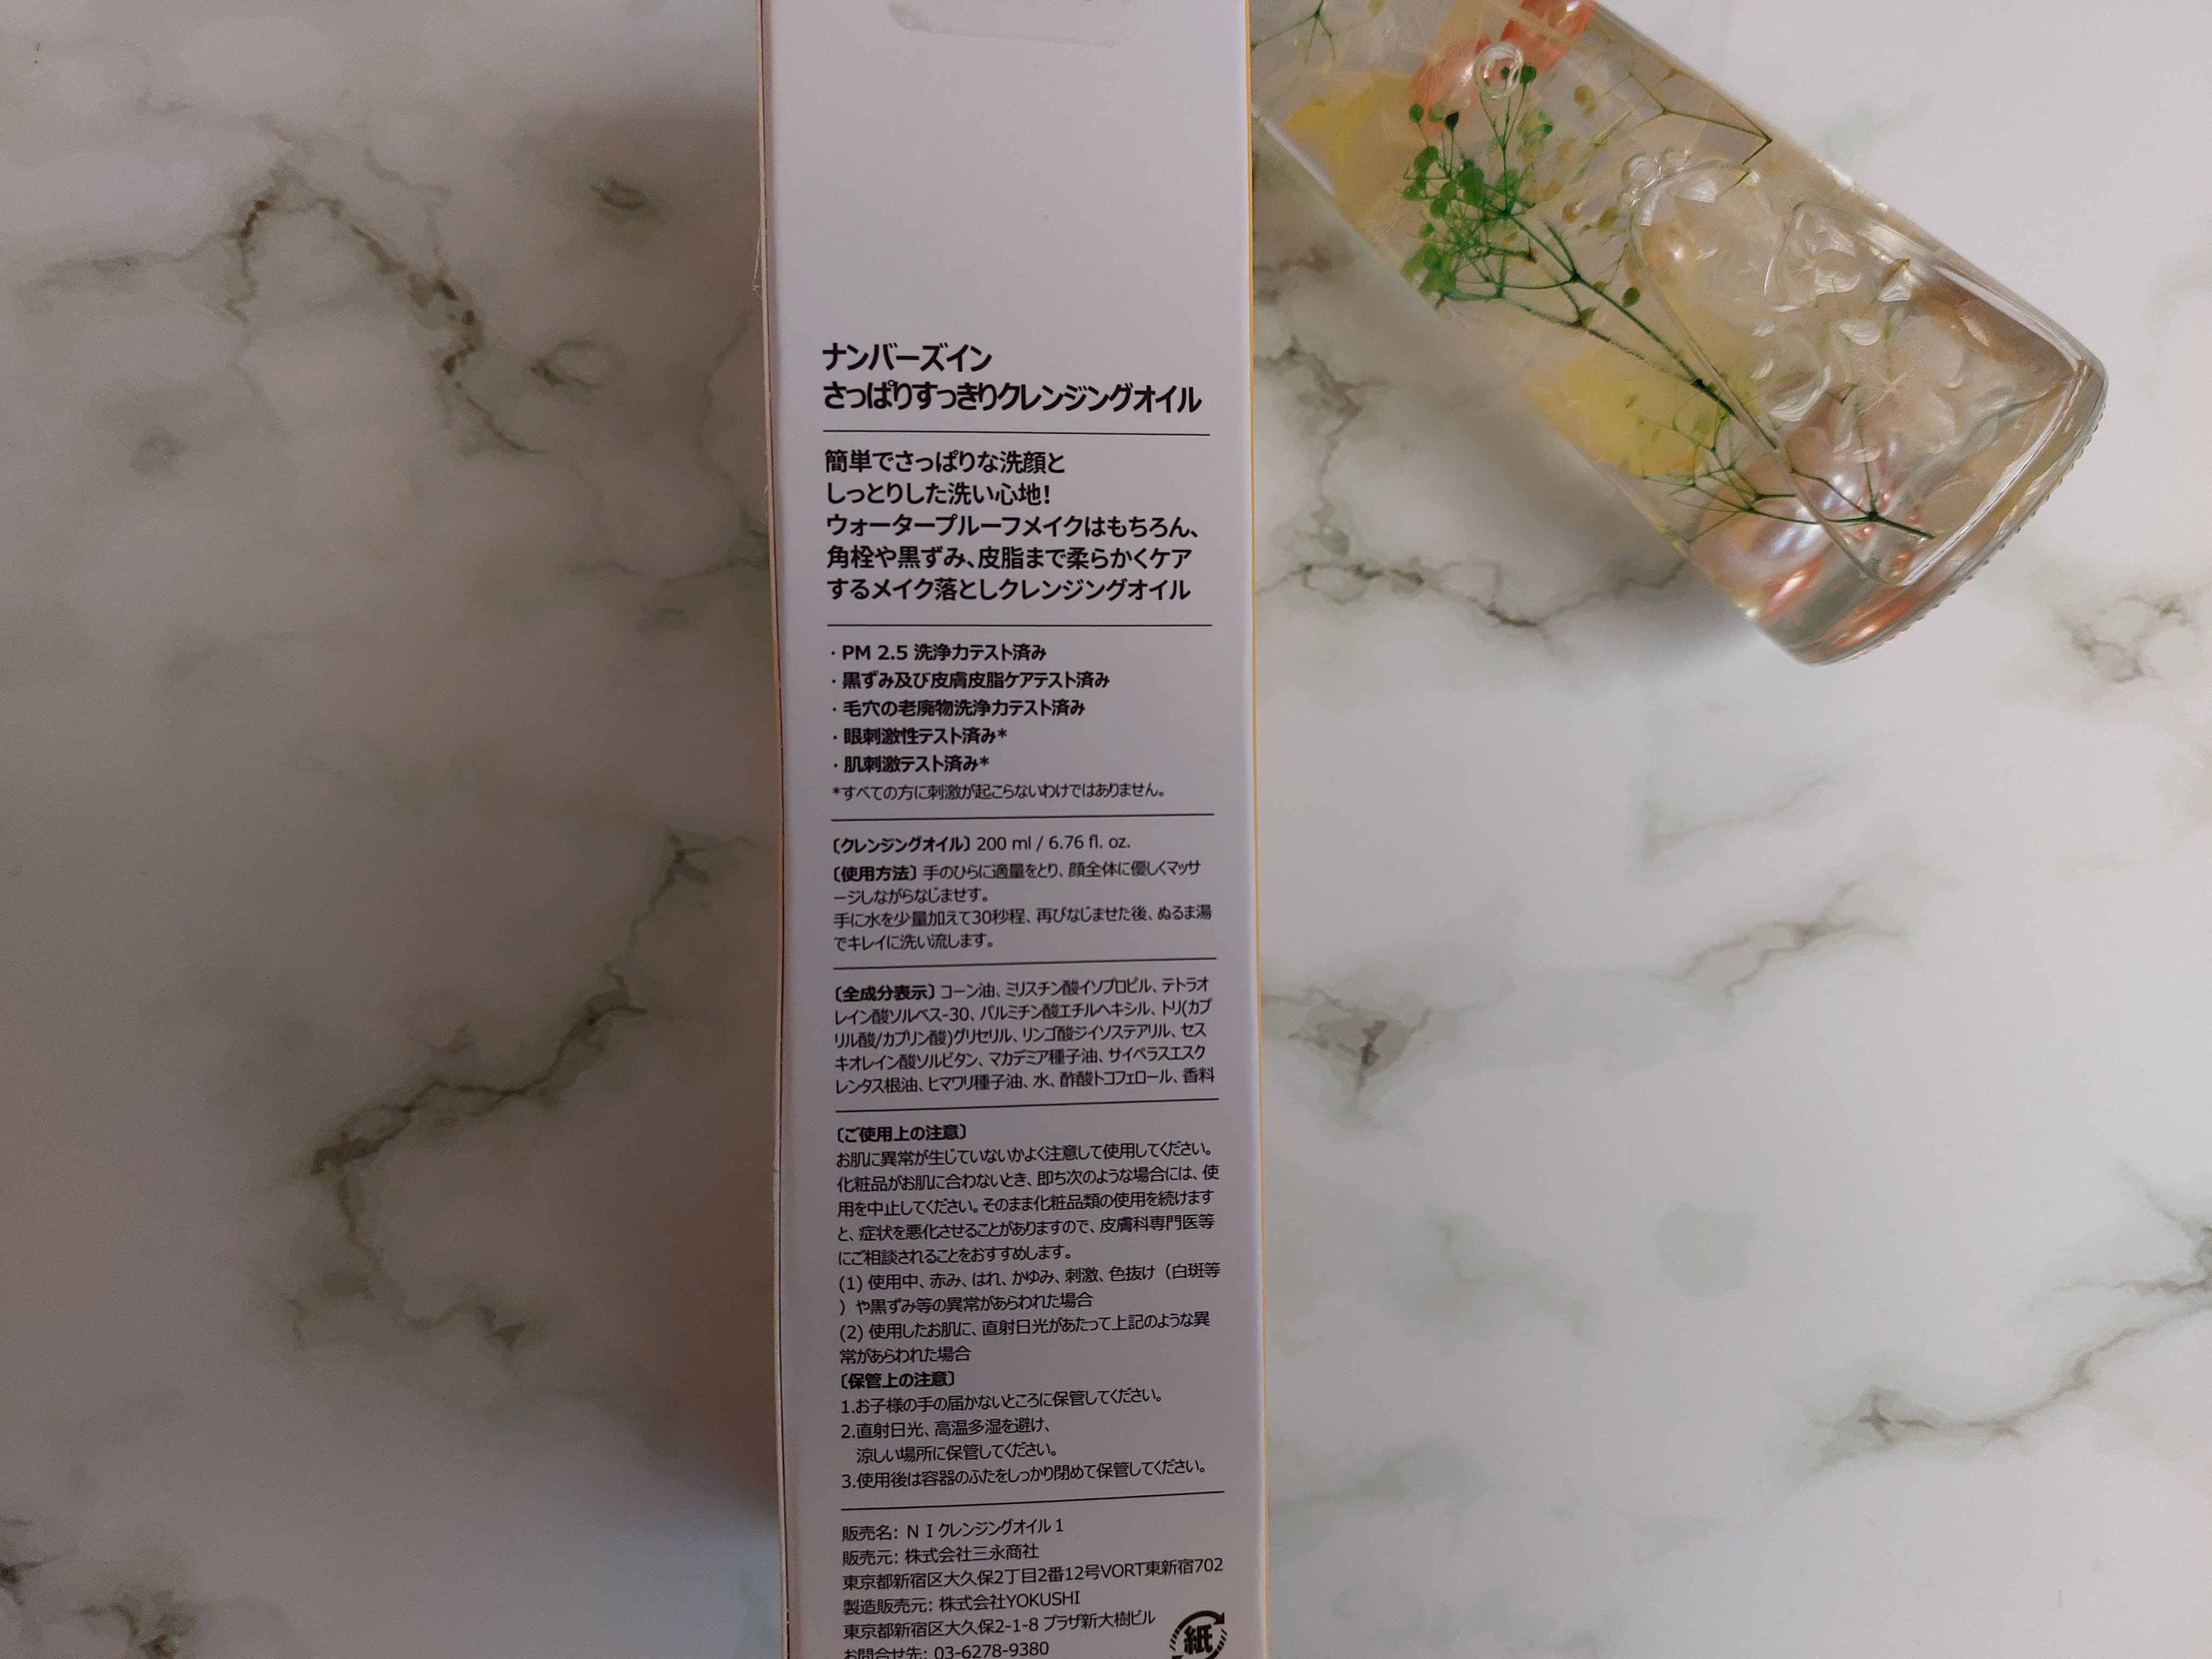 ナンバーズイン
さっぱりすっきりクレンジングオイル
簡単でさっぱりな洗顔と
しっとりした洗い心地！
ウォータープルーフメイクはもちろん、
角栓や黒ずみ、皮脂まで柔らかくケア
するメイク落としクレンジングオイル
・PM 2.5 洗浄力テスト済み
・黒ずみ及び皮膚皮脂ケアテスト済み
・毛穴の老廃物洗浄力テスト済み
・眼刺激性テスト済み*
・肌刺激テスト済み*
*すべての方に刺激が起こらないわけではありません。
〔クレンジングオイル〕200 ml / 6.76 fl. oz.
〔使用方法〕手のひらに適量をとり、顔全体に優しくマッサ
ージしながらなじませす。
手に水を少量加えて30秒程、再びなじませた後、ぬるま湯
でキレイに洗い流します。
〔全成分表示〕コーン油、ミリスチン酸イソプロピル、テトラオ
レイン酸ソルベス-30、パルミチン酸エチルヘキシル、トリ(カプ
リル酸/カプリン酸)グリセリル、リンゴ酸ジイソステアリル、セス
キオレイン酸ソルビタン、マカデミア種子油、サイペラスエスク
レンタス根油、ヒマワリ種子油、水、酢酸トコフェロール、香料
〔ご使用上の注意〕
お肌に異常が生じていないかよく注意して使用してください。
化粧品がお肌に合わないとき、即ち次のような場合には、使
用を中止してください。そのまま化粧品類の使用を続けます
と、症状を悪化させることがありますので、皮膚科専門医等
にご相談されることをおすすめします。
(1) 使用中、赤み、はれ、かゆみ、刺激、色抜け（白斑等
）や黒ずみ等の異常があらわれた場合
(2) 使用したお肌に、直射日光があたって上記のような異
常があらわれた場合
〔保管上の注意〕
1.お子様の手の届かないところに保管してください。
2.直射日光、高温多湿を避け、
涼しい場所に保管してください。
3.使用後は容器のふたをしっかり閉めて保管してください。
販売名: ＮＩクレンジングオイル１
販売元: 株式会社三永商社
東京都新宿区大久保2丁目2番12号VORT東新宿702
製造販売元: 株式会社YOKUSHI
東京都新宿区大久保2-1-8 プラザ新大樹ビル
お問合せ先: 03-6278-9380
紙